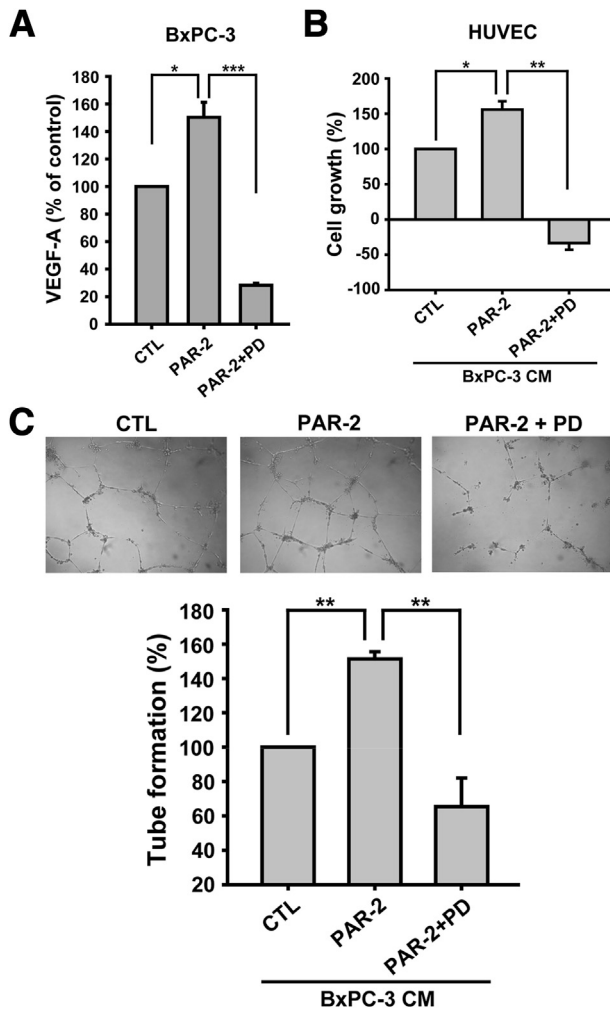 A
BxPC-3
VEGF-A (% of control)
180
160
140
120
100
80
60
40
20
0
*
***
CTL
PAR-2
PAR-2+PD
B
HUVEC
Cell growth (%)
200
150
100
50
0
-50
-100
*
**
CTL
PAR-2
PAR-2+PD
BxPC-3 CM
C
CTL
PAR-2
PAR-2 + PD
Tube formation (%)
180
160
140
120
100
80
60
40
20
**
**
CTL
PAR-2
PAR-2+PD
BxPC-3 CM